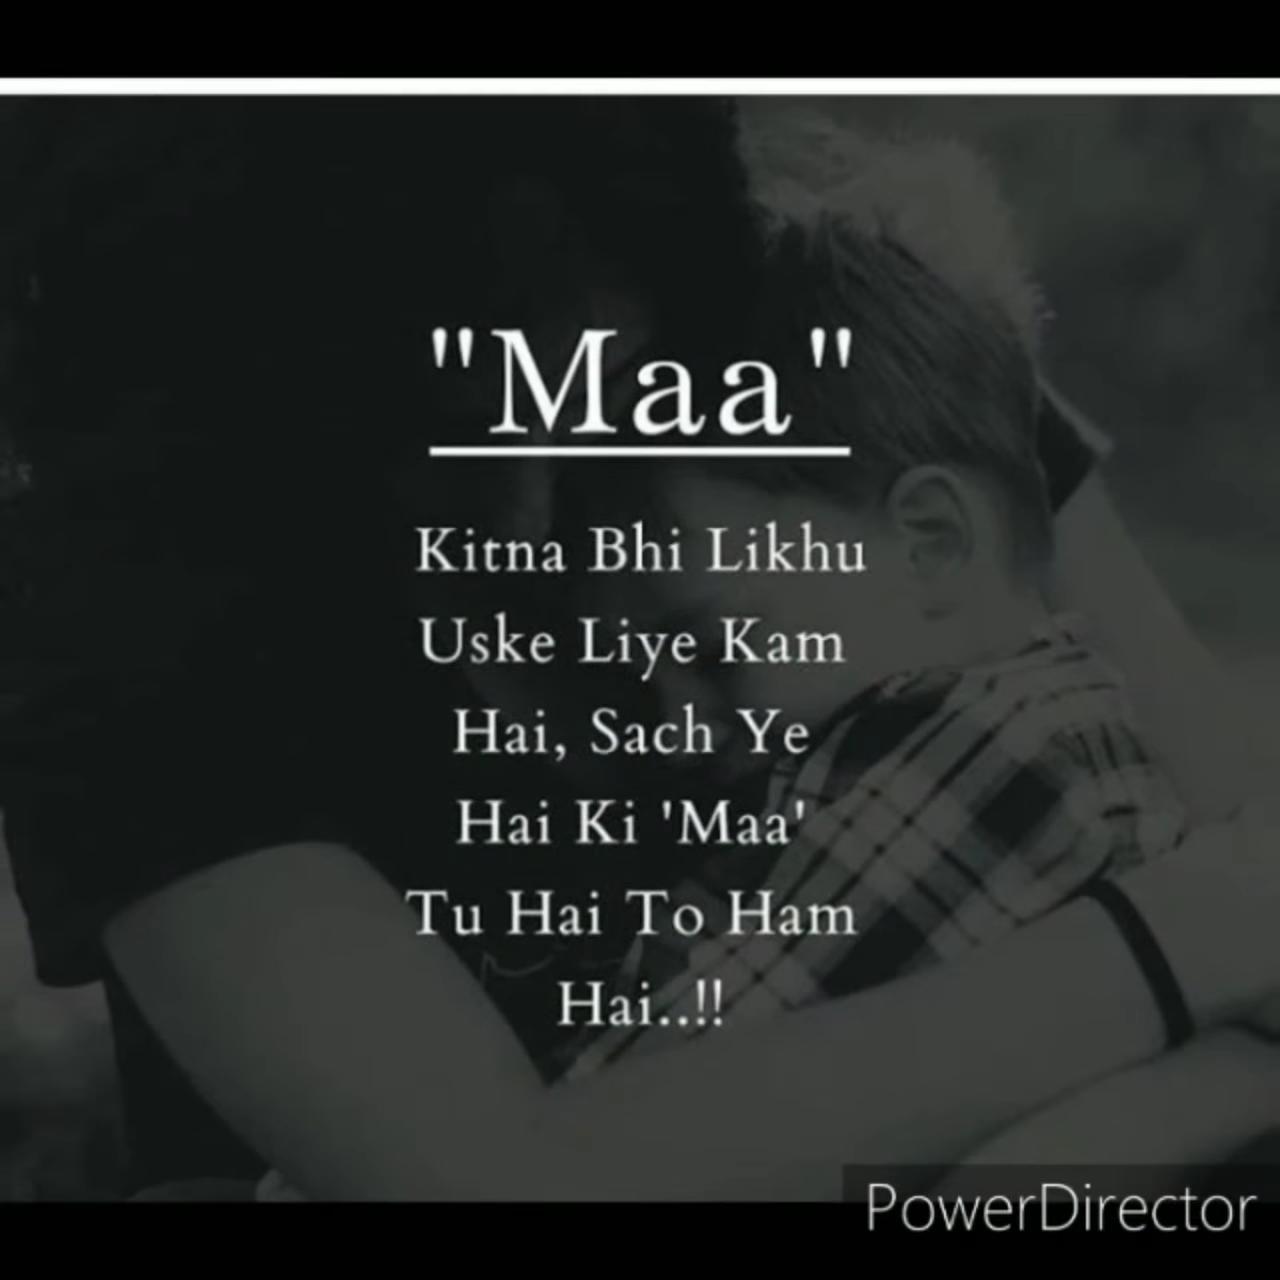 "Maa"
Kitna Bhi Likhu
Uske Liye Kam
Hai, Sach Ye
Hai Ki 'Maa'
Tu Hai To Ham
Hai..!!
PowerDirector